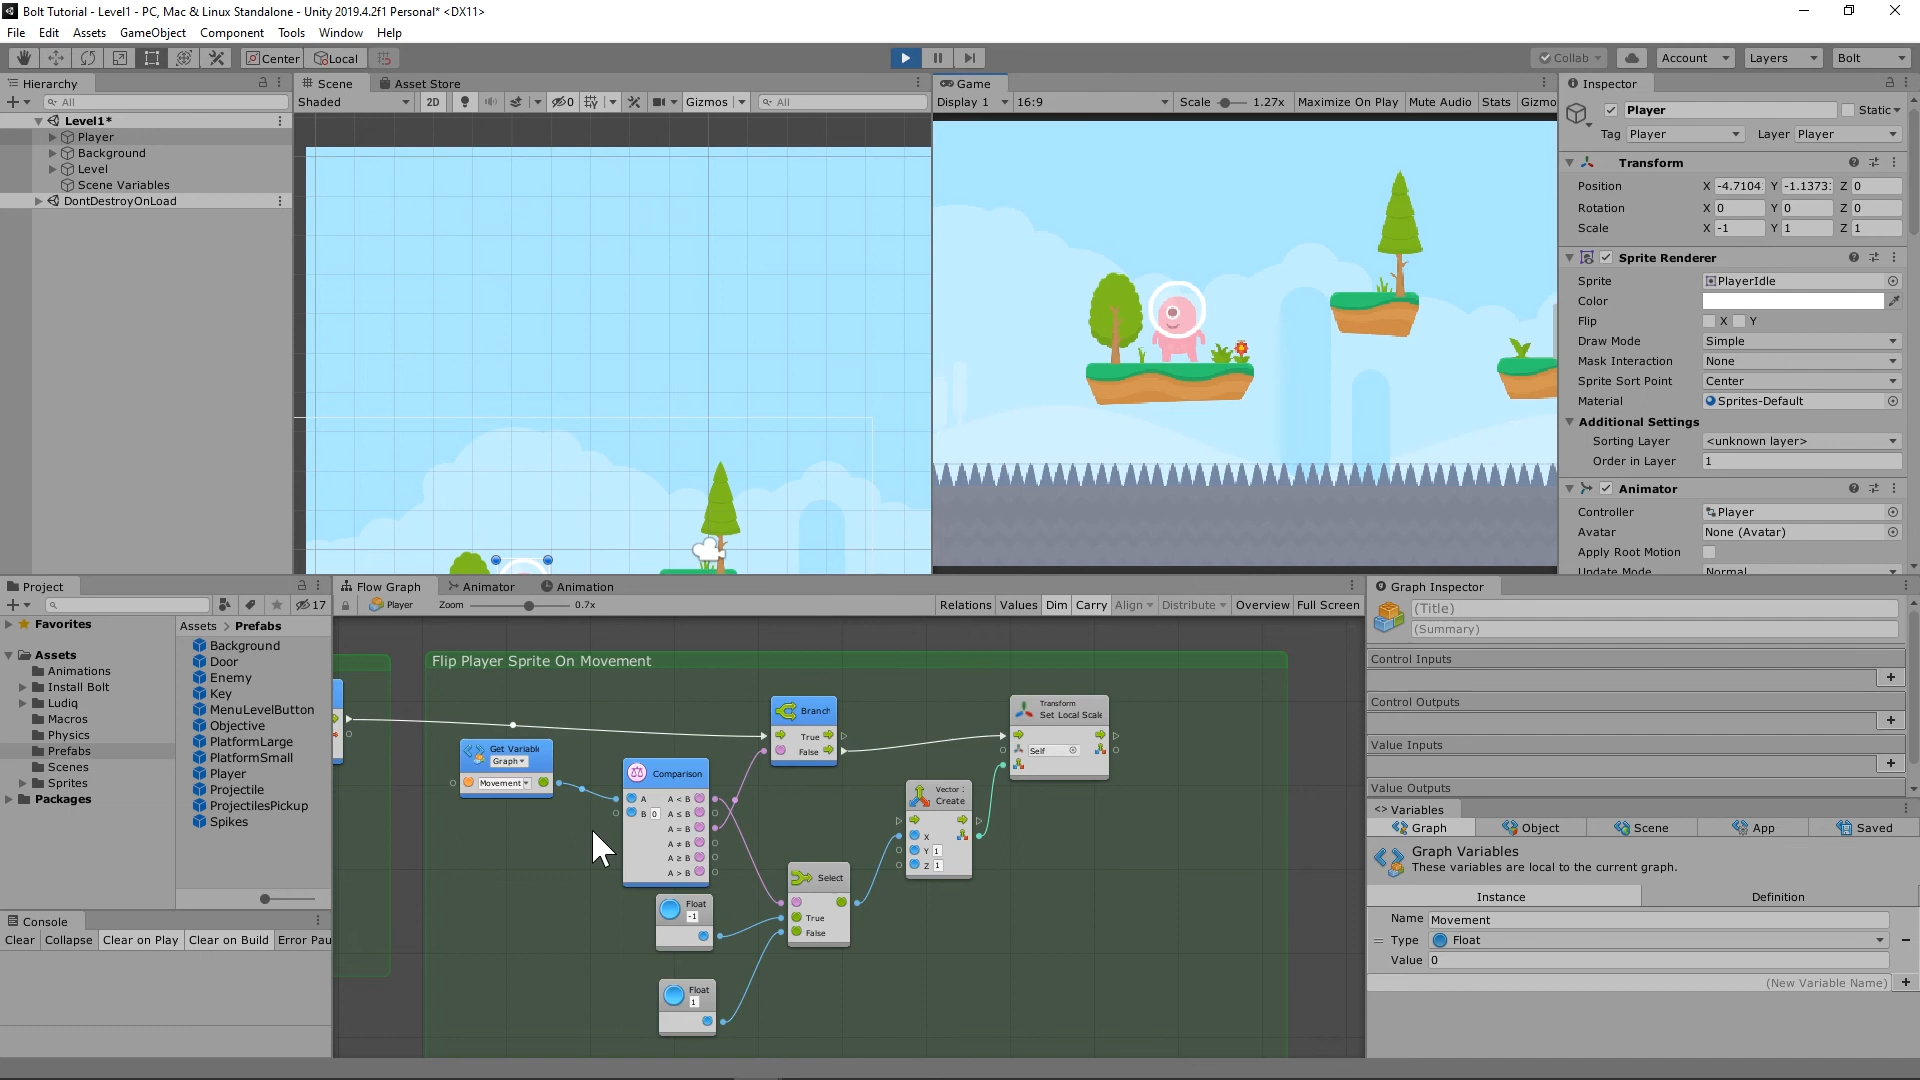 Bolt Tutorial - Level1 - PC, Mac & Linux Standalone - Unity 2019.4.2f1 Personal* <DX11>
File Edit Assets GameObject Component Tools Window Help
Center Local Collab Account Layers Bolt
Hierarchy
All
Level1*
Player
Background
Level
Scene Variables
DontDestroyOnLoad
Scene Asset Store
Shaded 2D 0 Gizmos All
Game
Display 1 16:9 Scale 1.27x Maximize On Play Mute Audio Stats Gizmo
Inspector
Player Static
Tag Player Layer Player
Transform
Position X -4.7104 Y -1.1373 Z 0
Rotation X 0 Y 0 Z 0
Scale X -1 Y 1 Z 1
Sprite Renderer
Sprite PlayerIdle
Color
Flip X Y
Draw Mode Simple
Mask Interaction None
Sprite Sort Point Center
Material Sprites-Default
Additional Settings
Sorting Layer <unknown layer>
Order in Layer 1
Animator
Controller Player
Avatar None (Avatar)
Apply Root Motion
Update Mode Normal
Project
17
Favorites
Assets
Animations
Install Bolt
Ludiq
Macros
Physics
Prefabs
Scenes
Sprites
Packages
Assets > Prefabs
Background
Door
Enemy
Key
MenuLevelButton
Objective
PlatformLarge
PlatformSmall
Player
Projectile
ProjectilesPickup
Spikes
Console
Clear Collapse Clear on Play Clear on Build Error Pau
Flow Graph Animator Animation
Player Zoom 0.7x Relations Values Dim Carry Align Distribute Overview Full Screen
Flip Player Sprite On Movement
Get Variabl
Graph
Movement
Comparison
A A < B
B 0 A ≤ B
A = B
A ≠ B
A ≥ B
A > B
Branch
True
False
Transform
Set Local Scale
Self
Vector
Create
X
Y 1
Z 1
Select
True
False
Float
-1
Float
1
Graph Inspector
(Title)
(Summary)
Control Inputs
+
Control Outputs
+
Value Inputs
+
Value Outputs
<> Variables
Graph Object Scene App Saved
Graph Variables
These variables are local to the current graph.
Instance Definition
Name Movement
Type Float
Value 0
(New Variable Name) +